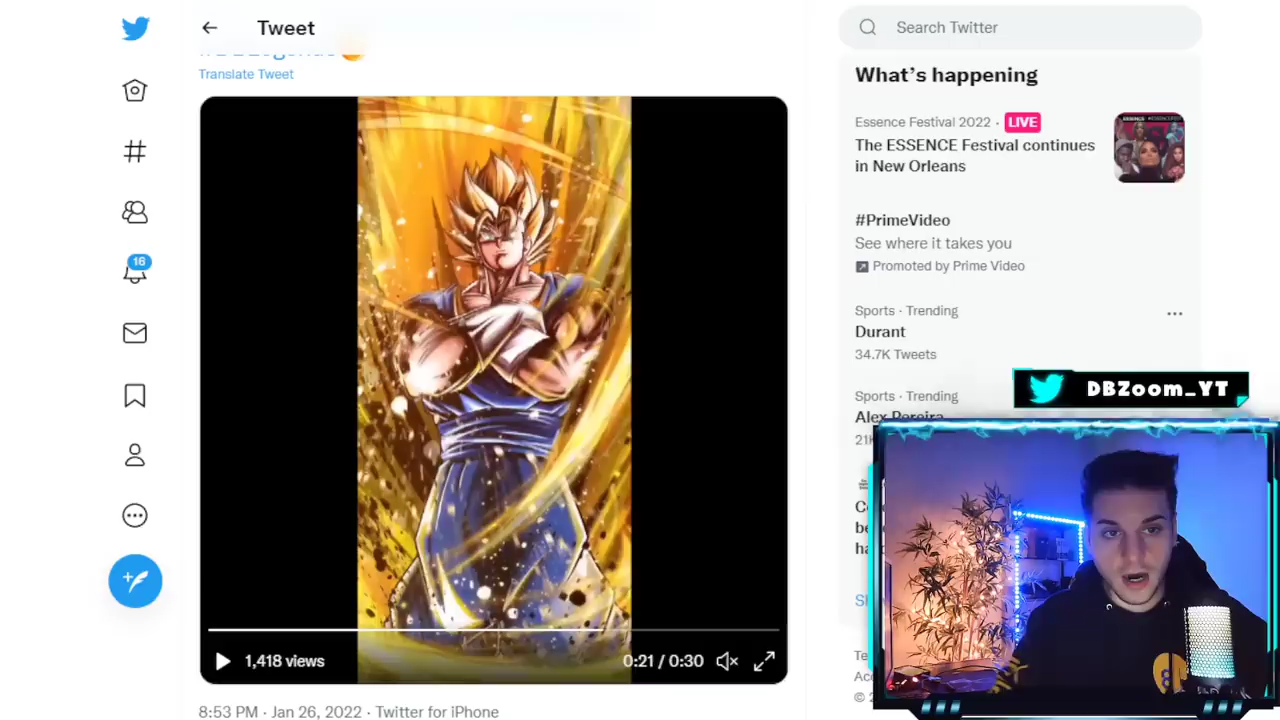 Tweet
Translate Tweet
1,418 views
0:21 / 0:30
8:53 PM · Jan 26, 2022 · Twitter for iPhone
16
Search Twitter
What's happening
Essence Festival 2022 · LIVE
The ESSENCE Festival continues
in New Orleans
#PrimeVideo
See where it takes you
Promoted by Prime Video
Sports · Trending
Durant
34.7K Tweets
Sports · Trending
Alex Pereira
DBZoom_YT